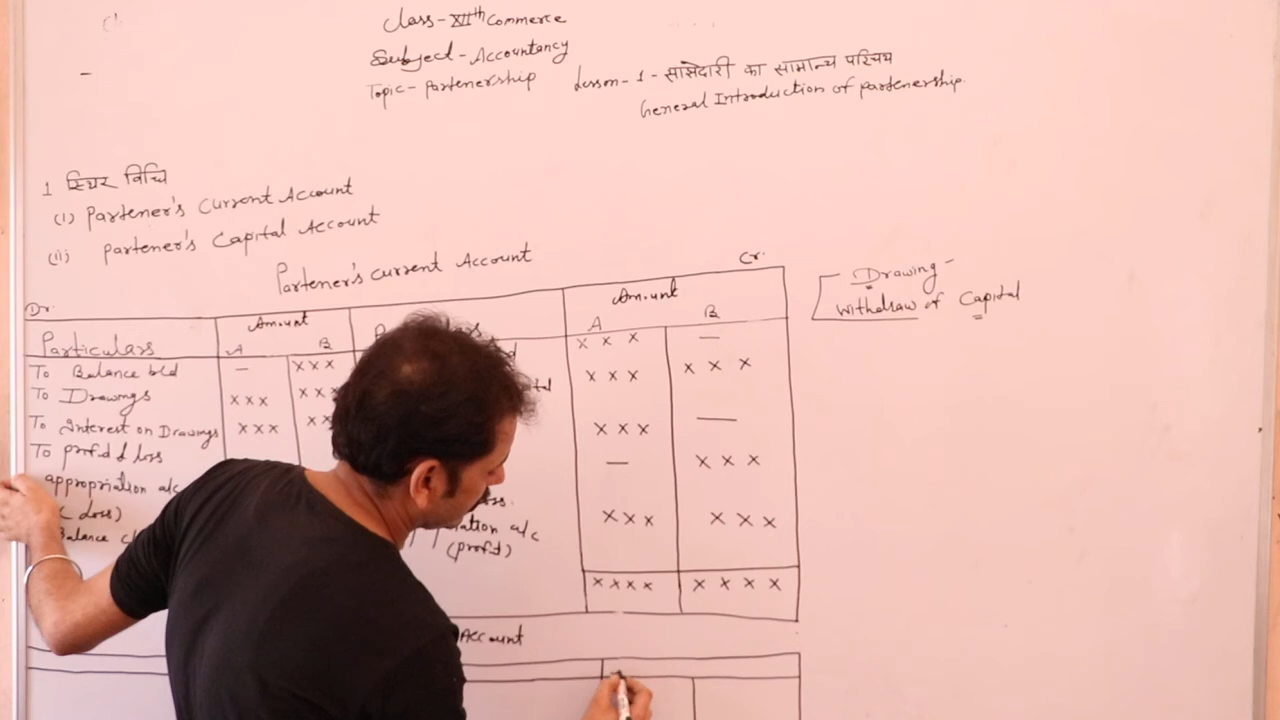 Class - XIIth Commerce
Subject - Accountancy
Topic - Partenership
Lesson - 1 - साझेदारी का सामान्य परिचय
General Introduction of partenership.
1 स्थिर विधि
(i) Partener's Current Account
(ii) Partener's Capital Account
Partener's current Account
Dr.
Cr.
Particulars
Amount
A B
Amount
A B
To Balance b/d — x x x
To Drawings x x x x x
To Interest on Drawings x x x x x
To profit & loss
appropriation a/c
(Loss)
Balance
x x x —
x x x x x x
x x x —
— x x x
a/c
(profit)
x x x x x x
x x x x x x x x
Account
Drawing -
Withdraw of Capital